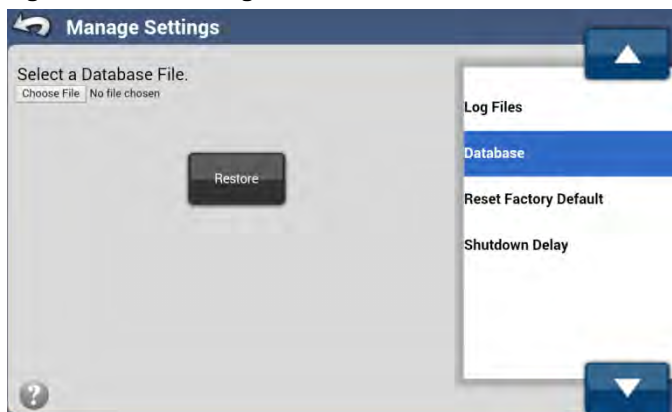 Manage Settings
Select a Database File.
Choose File No file chosen
Restore
Log Files
Database
Reset Factory Default
Shutdown Delay
?